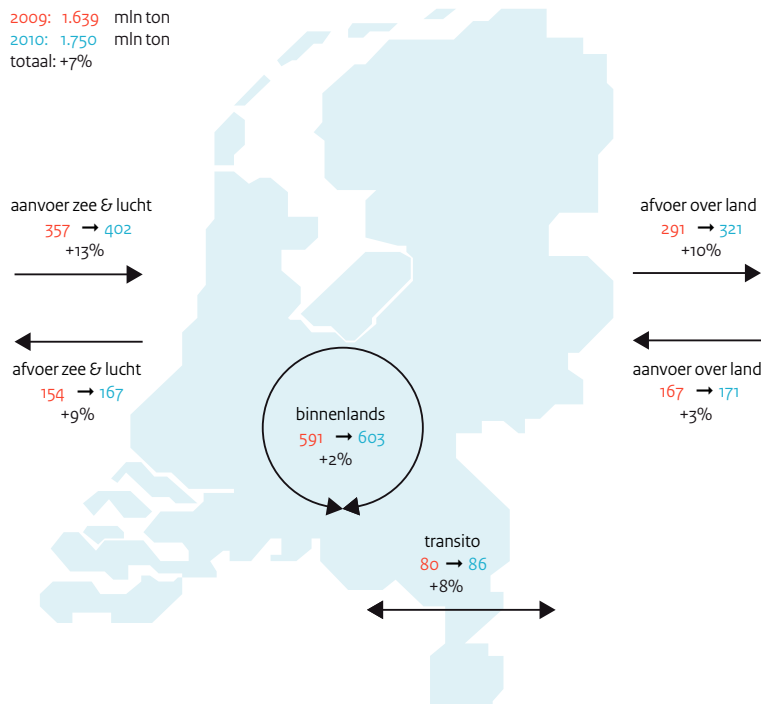 2009: 1.639 mln ton
2010: 1.750 mln ton
totaal: +7%
aanvoer zee & lucht
357 → 402
+13%
afvoer over land
291 → 321
+10%
afvoer zee & lucht
154 → 167
+9%
aanvoer over land
167 → 171
+3%
binnenlands
591 → 603
+2%
transito
80 → 86
+8%